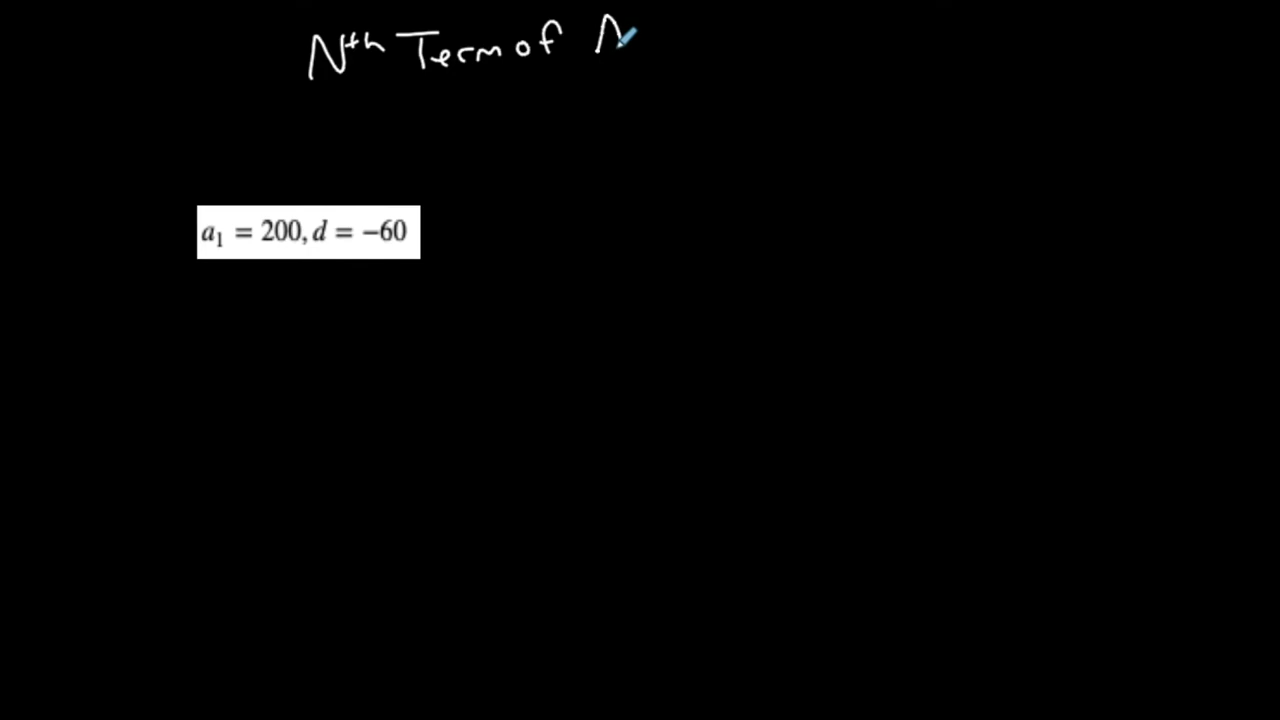 Nth Term of
a₁ = 200, d = −60